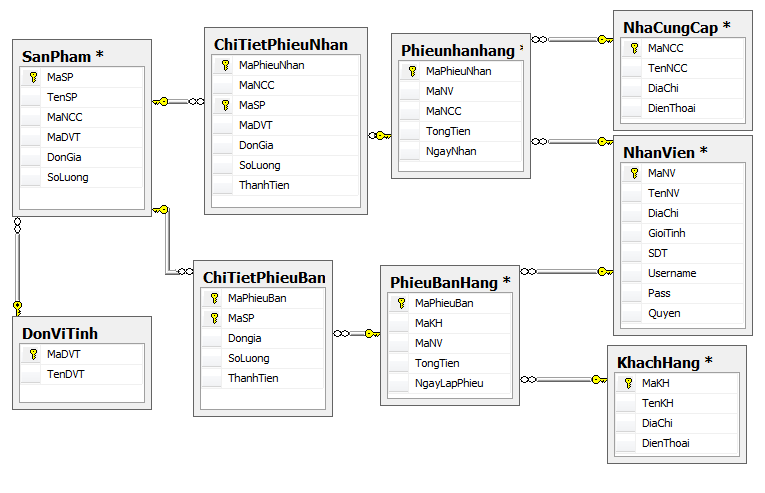 SanPham *
MaSP
TenSP
MaNCC
MaDVT
DonGia
SoLuong
ChiTietPhieuNhan
MaPhieuNhan
MaNCC
MaSP
MaDVT
DonGia
SoLuong
ThanhTien
Phieunhanhang *
MaPhieuNhan
MaNV
MaNCC
TongTien
NgayNhan
NhaCungCap *
MaNCC
TenNCC
DiaChi
DienThoai
NhanVien *
MaNV
TenNV
DiaChi
GioiTinh
SDT
Username
Pass
Quyen
DonViTinh
MaDVT
TenDVT
ChiTietPhieuBan
MaPhieuBan
MaSP
Dongia
SoLuong
ThanhTien
PhieuBanHang *
MaPhieuBan
MaKH
MaNV
TongTien
NgayLapPhieu
KhachHang *
MaKH
TenKH
DiaChi
DienThoai